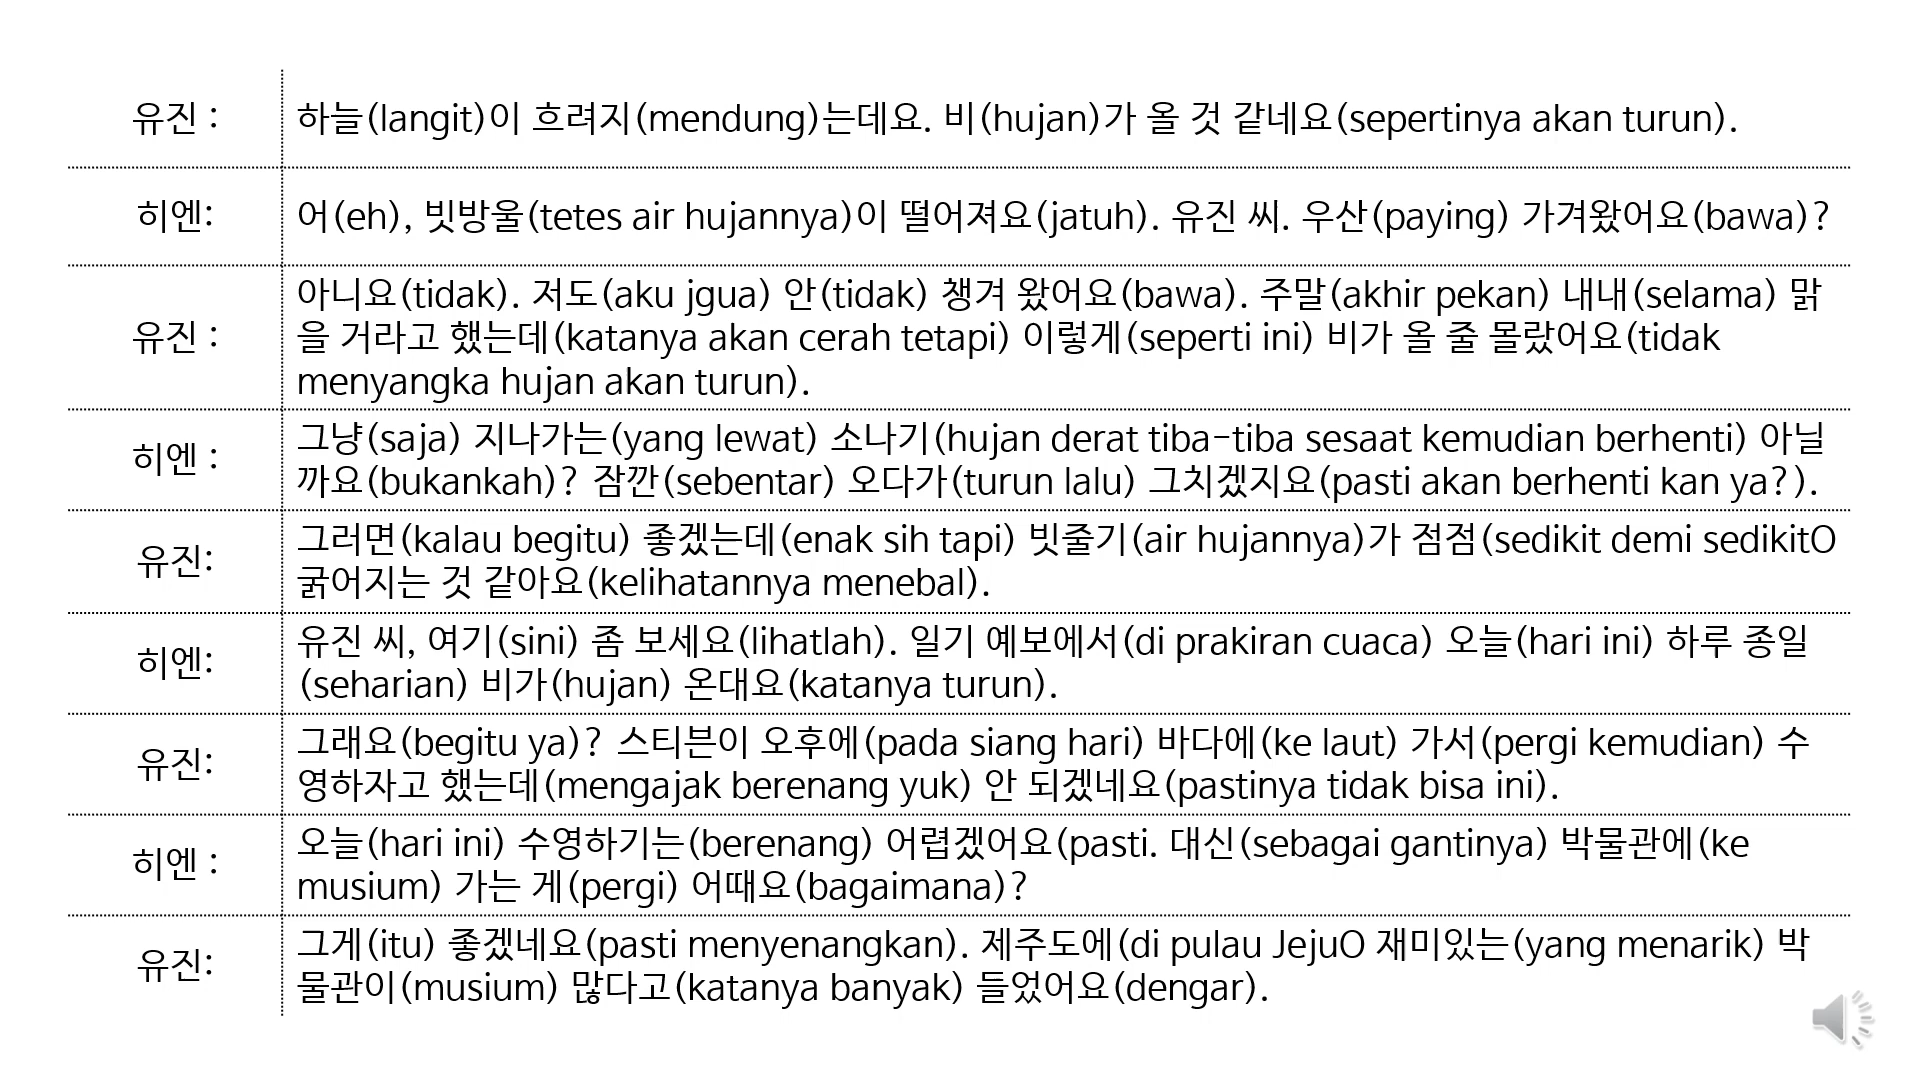 유진 :
하늘(langit)이 흐려지(mendung)는데요. 비(hujan)가 올 것 같네요(sepertinya akan turun).
히엔:
어(eh), 빗방울(tetes air hujannya)이 떨어져요(jatuh). 유진 씨. 우산(paying) 가겨왔어요(bawa)?
유진 :
아니요(tidak). 저도(aku jgua) 안(tidak) 챙겨 왔어요(bawa). 주말(akhir pekan) 내내(selama) 맑
을 거라고 했는데(katanya akan cerah tetapi) 이렇게(seperti ini) 비가 올 줄 몰랐어요(tidak
menyangka hujan akan turun).
히엔 :
그냥(saja) 지나가는(yang lewat) 소나기(hujan derat tiba-tiba sesaat kemudian berhenti) 아닐
까요(bukankah)? 잠깐(sebentar) 오다가(turun lalu) 그치겠지요(pasti akan berhenti kan ya?).
유진:
그러면(kalau begitu) 좋겠는데(enak sih tapi) 빗줄기(air hujannya)가 점점(sedikit demi sedikitO
굵어지는 것 같아요(kelihatannya menebal).
히엔:
유진 씨, 여기(sini) 좀 보세요(lihatlah). 일기 예보에서(di prakiran cuaca) 오늘(hari ini) 하루 종일
(seharian) 비가(hujan) 온대요(katanya turun).
유진:
그래요(begitu ya)? 스티븐이 오후에(pada siang hari) 바다에(ke laut) 가서(pergi kemudian) 수
영하자고 했는데(mengajak berenang yuk) 안 되겠네요(pastinya tidak bisa ini).
히엔 :
오늘(hari ini) 수영하기는(berenang) 어렵겠어요(pasti. 대신(sebagai gantinya) 박물관에(ke
musium) 가는 게(pergi) 어때요(bagaimana)?
유진:
그게(itu) 좋겠네요(pasti menyenangkan). 제주도에(di pulau JejuO 재미있는(yang menarik) 박
물관이(musium) 많다고(katanya banyak) 들었어요(dengar).